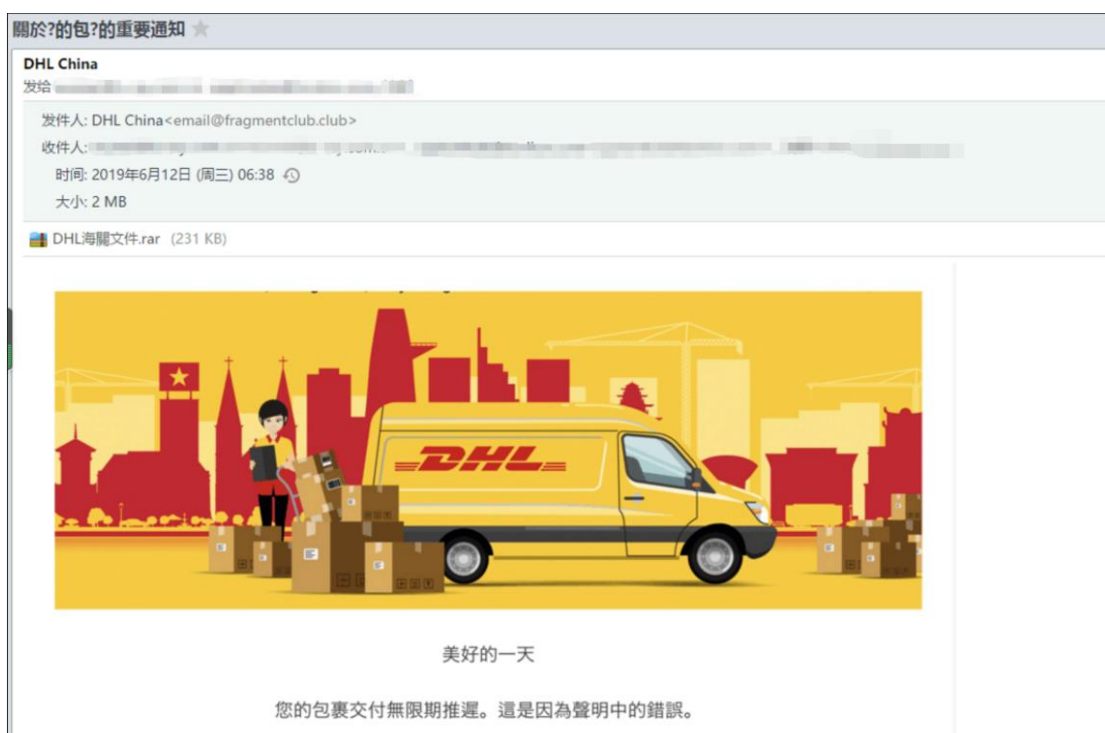 關於?的包?的重要通知
DHL China
发给
发件人: DHL China<email@fragmentclub.club>
收件人:
时间: 2019年6月12日 (周三) 06:38
大小: 2 MB
DHL海關文件.rar (231 KB)
DHL
美好的一天
您的包裹交付無限期推遲。這是因為聲明中的錯誤。